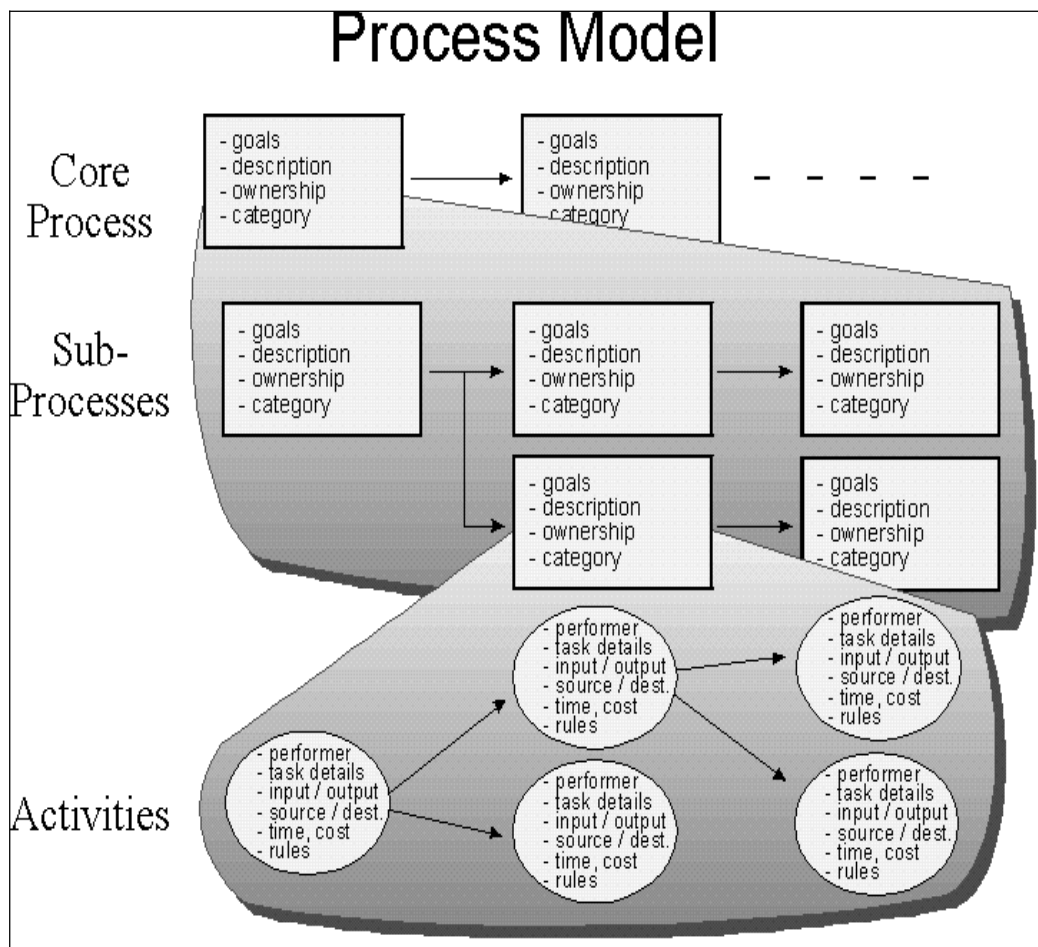 Process Model
Core
Process
- goals
- description
- ownership
- category
- goals
- description
- ownership
- category
Sub-
Processes
- goals
- description
- ownership
- category
- goals
- description
- ownership
- category
- goals
- description
- ownership
- category
- goals
- description
- ownership
- category
- goals
- description
- ownership
- category
Activities
- performer
- task details
- input / output
- source / dest.
- time, cost
- rules
- performer
- task details
- input / output
- source / dest.
- time, cost
- rules
- performer
- task details
- input / output
- source / dest.
- time, cost
- rules
- performer
- task details
- input / output
- source / dest.
- time, cost
- rules
- performer
- task details
- input / output
- source / dest.
- time, cost
- rules